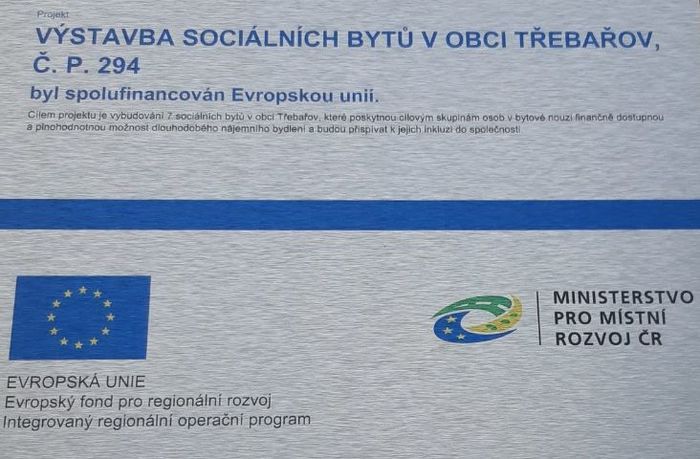 Projekt
VÝSTAVBA SOCIÁLNÍCH BYTŮ V OBCI TŘEBAŘOV,
Č. P. 294
byl spolufinancován Evropskou unií.
Cílem projektu je vybudování 7 sociálních bytů v obci Třebařov, které poskytnou cílovým skupinám osob v bytové nouzi finančně dostupnou
a plnohodnotnou možnost dlouhodobého nájemního bydlení a budou přispívat k jejich inkluzi do společnosti.
MINISTERSTVO
PRO MÍSTNÍ
ROZVOJ ČR
EVROPSKÁ UNIE
Evropský fond pro regionální rozvoj
Integrovaný regionální operační program